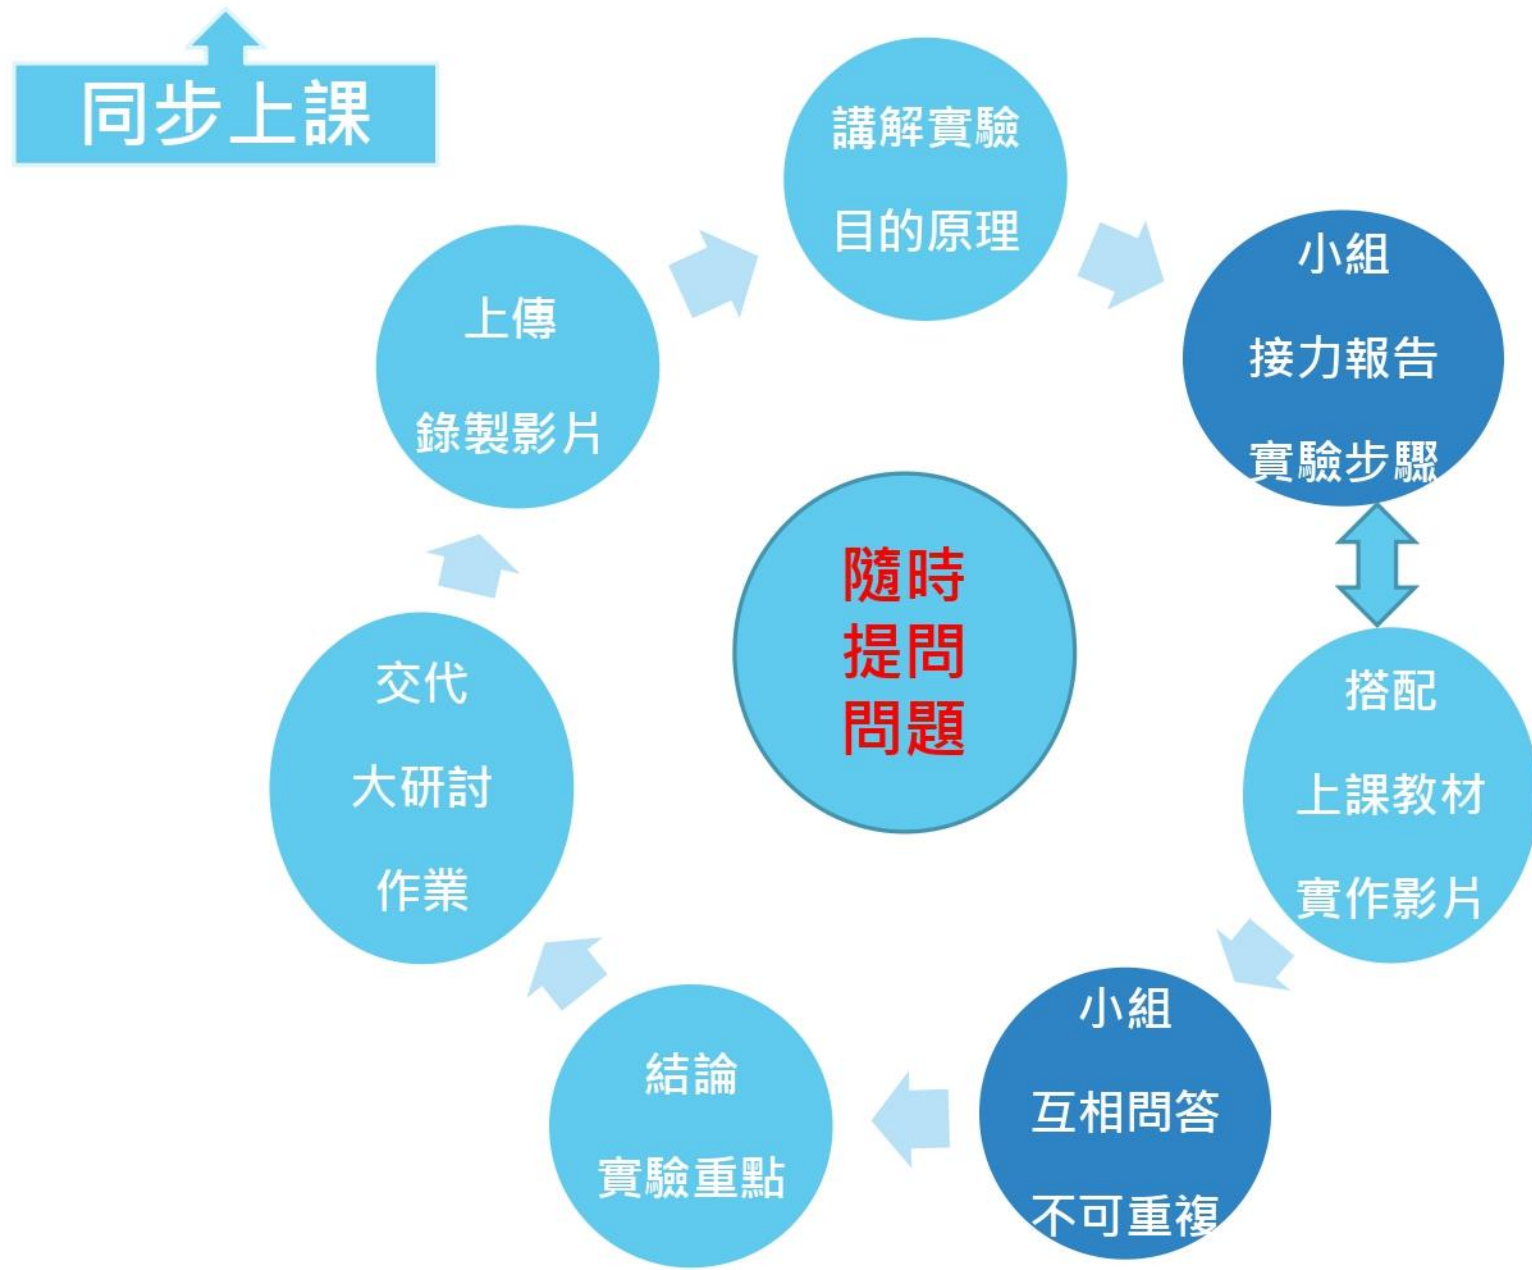 同步上課
講解實驗
目的原理
小組
接力報告
實驗步驟
搭配
上課教材
實作影片
小組
互相問答
不可重複
結論
實驗重點
交代
大研討
作業
上傳
錄製影片
隨時
提問
問題